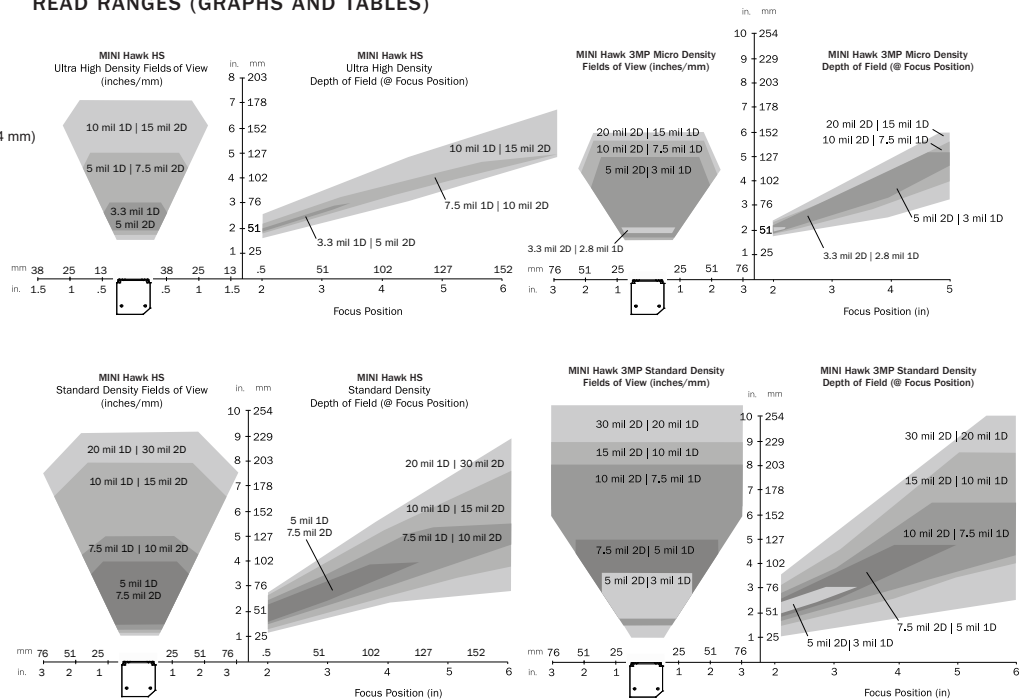 READ RANGES (GRAPHS AND TABLES)
4 mm)
MINI Hawk HS
Ultra High Density Fields of View
(inches/mm)
10 mil 1D | 15 mil 2D
5 mil 1D | 7.5 mil 2D
3.3 mil 1D
5 mil 2D
mm 38 25 13 38 25 13
in. 1.5 1 .5 .5 1 1.5
in. mm
8 203
7 178
6 152
5 127
4 102
3 76
2 51
1 25
MINI Hawk HS
Ultra High Density
Depth of Field (@ Focus Position)
10 mil 1D | 15 mil 2D
7.5 mil 1D | 10 mil 2D
3.3 mil 1D | 5 mil 2D
.5 51 102 127 152
2 3 4 5 6
Focus Position
MINI Hawk 3MP Micro Density
Fields of View (inches/mm)
20 mil 2D | 15 mil 1D
10 mil 2D | 7.5 mil 1D
5 mil 2D | 3 mil 1D
3.3 mil 2D | 2.8 mil 1D
mm 76 51 25 25 51 76
in. 3 2 1 1 2 3
in. mm
10 254
9 229
8 203
7 178
6 152
5 127
4 102
3 76
2 51
1 25
MINI Hawk 3MP Micro Density
Depth of Field (@ Focus Position)
20 mil 2D | 15 mil 1D
10 mil 2D | 7.5 mil 1D
5 mil 2D | 3 mil 1D
3.3 mil 2D | 2.8 mil 1D
2 3 4 5
Focus Position (in)
MINI Hawk HS
Standard Density Fields of View
(inches/mm)
20 mil 1D | 30 mil 2D
10 mil 1D | 15 mil 2D
7.5 mil 1D | 10 mil 2D
5 mil 1D
7.5 mil 2D
mm 76 51 25 25 51 76
in. 3 2 1 1 2 3
in. mm
10 254
9 229
8 203
7 178
6 152
5 127
4 102
3 76
2 51
1 25
MINI Hawk HS
Standard Density
Depth of Field (@ Focus Position)
20 mil 1D | 30 mil 2D
10 mil 1D | 15 mil 2D
5 mil 1D
7.5 mil 2D
7.5 mil 1D | 10 mil 2D
.5 51 102 127 152
2 3 4 5 6
Focus Position (in)
MINI Hawk 3MP Standard Density
Fields of View (inches/mm)
30 mil 2D | 20 mil 1D
15 mil 2D | 10 mil 1D
10 mil 2D | 7.5 mil 1D
7.5 mil 2D | 5 mil 1D
5 mil 2D | 3 mil 1D
mm 76 51 25 25 51 76
in. 3 2 1 1 2 3
in. mm
10 254
9 229
8 203
7 178
6 152
5 127
4 102
3 76
2 51
1 25
MINI Hawk 3MP Standard Density
Depth of Field (@ Focus Position)
30 mil 2D | 20 mil 1D
15 mil 2D | 10 mil 1D
10 mil 2D | 7.5 mil 1D
7.5 mil 2D | 5 mil 1D
5 mil 2D | 3 mil 1D
2 3 4 5 6
Focus Position (in)